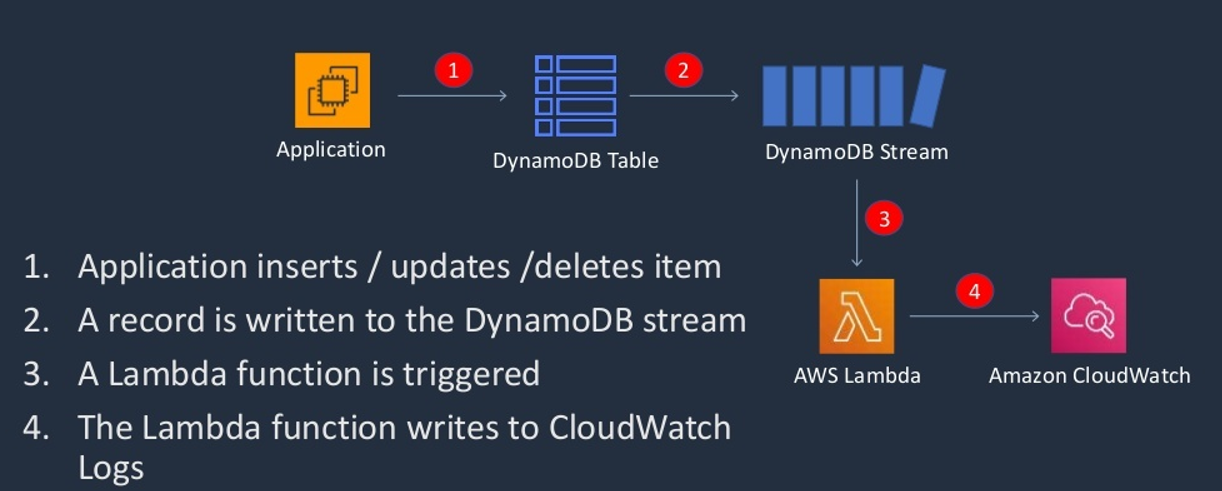 1
2
Application
DynamoDB Table
DynamoDB Stream
3
4
AWS Lambda
Amazon CloudWatch
1. Application inserts / updates /deletes item
2. A record is written to the DynamoDB stream
3. A Lambda function is triggered
4. The Lambda function writes to CloudWatch
Logs